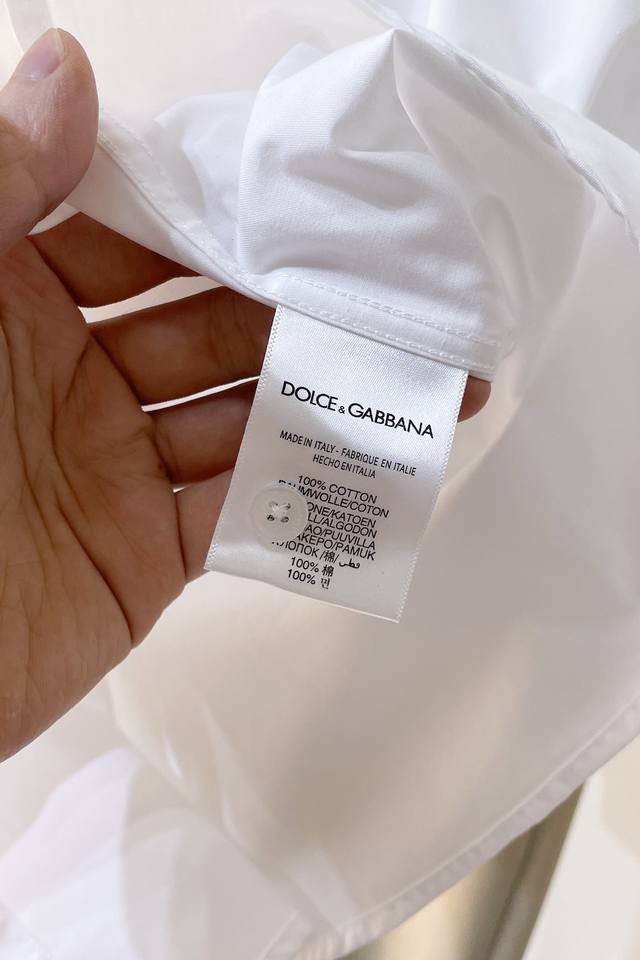 DOLCE & GABBANA
MADE IN ITALY - FABRIQUE EN ITALIE
HECHO EN ITALIA
100% COTTON
/COTON
/KATOEN
/ALGODON
/PUUVILLA
/PAMUK
ХЛОПОК /棉/قطن
100% 棉
100% 면